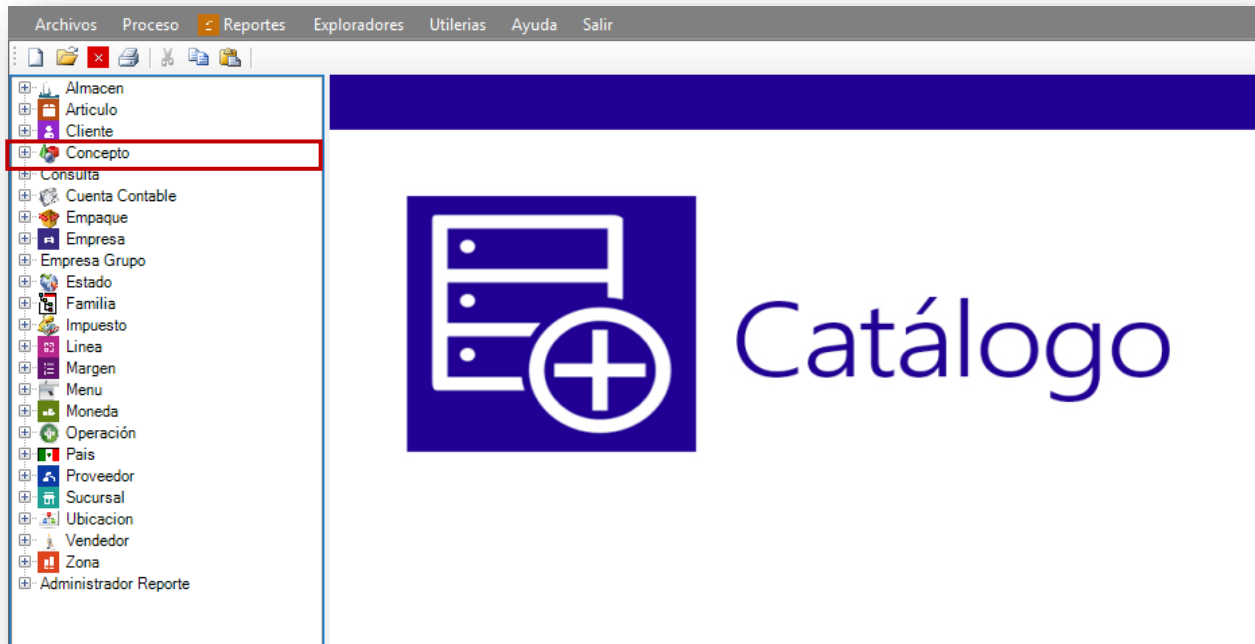 Archivos Proceso Reportes Exploradores Utilerias Ayuda Salir
Almacen
Articulo
Cliente
Concepto
Consulta
Cuenta Contable
Empaque
Empresa
Empresa Grupo
Estado
Familia
Impuesto
Linea
Margen
Menu
Moneda
Operación
Pais
Proveedor
Sucursal
Ubicacion
Vendedor
Zona
Administrador Reporte
Catálogo